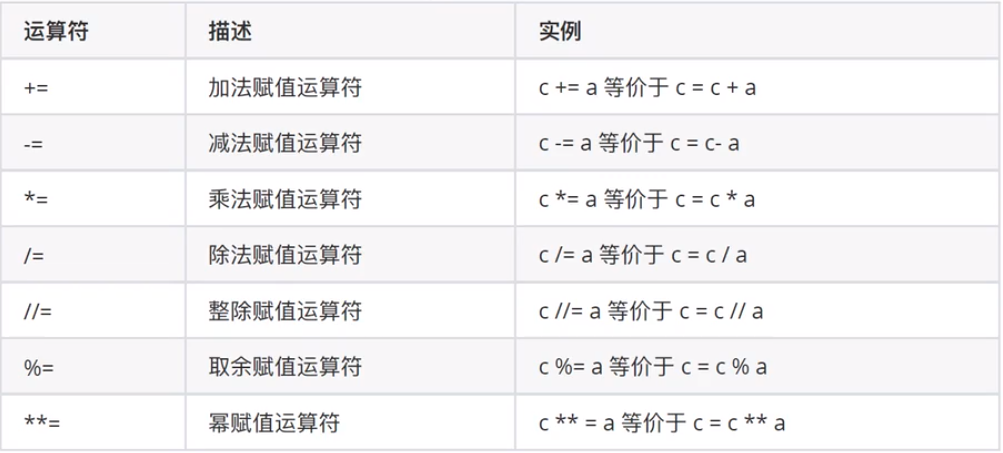 运算符 描述 实例
+= 加法赋值运算符 c += a 等价于 c = c + a
-= 减法赋值运算符 c -= a 等价于 c = c- a
*= 乘法赋值运算符 c *= a 等价于 c = c * a
/= 除法赋值运算符 c /= a 等价于 c = c / a
//= 整除赋值运算符 c //= a 等价于 c = c // a
%= 取余赋值运算符 c %= a 等价于 c = c % a
**= 幂赋值运算符 c ** = a 等价于 c = c ** a